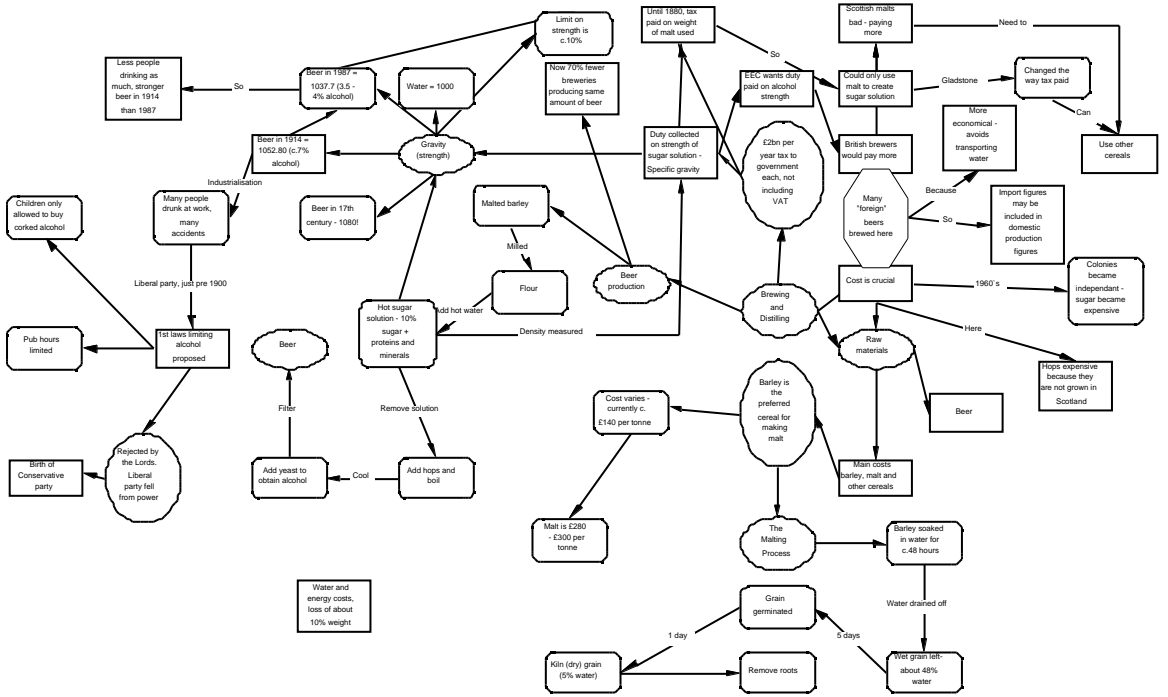 Limit on
strength is
c.10%
Until 1880, tax
paid on weight
of malt used
Scottish malts
bad - paying
more
Need to
So
Less people
drinking as
much, stronger
beer in 1914
than 1987
So
Beer in 1987 =
1037.7 (3.5 -
4% alcohol)
Water = 1000
Now 70% fewer
breweries
producing same
amount of beer
EEC wants duty
paid on alcohol
strength
Could only use
malt to create
sugar solution
Gladstone
Changed the
way tax paid
Can
Beer in 1914 =
1052.80 (c.7%
alcohol)
Gravity
(strength)
Duty collected
on strength of
sugar solution -
Specific gravity
£2bn per
year tax to
government
each, not
including
VAT
British brewers
would pay more
More
economical -
avoids
transporting
water
Use other
cereals
Industrialisation
Because
Children only
allowed to buy
corked alcohol
Many people
drunk at work,
many
accidents
Beer in 17th
century - 1080!
Malted barley
Many
"foreign"
beers
brewed here
So
Import figures
may be
included in
domestic
production
figures
Milled
Liberal party, just pre 1900
Flour
Beer
production
Brewing
and
Distilling
Cost is crucial
1960`s
Colonies
became
independant -
sugar became
expensive
Add hot water
Hot sugar
solution - 10%
sugar +
proteins and
minerals
Density measured
Here
Pub hours
limited
1st laws limiting
alcohol
proposed
Beer
Raw
materials
Hops expensive
because they
are not grown in
Scotland
Barley is
the
preferred
cereal for
making
malt
Cost varies -
currently c.
£140 per tonne
Beer
Filter
Remove solution
Rejected by
the Lords.
Liberal
party fell
from power
Birth of
Conservative
party
Add yeast to
obtain alcohol
Cool
Add hops and
boil
Main costs
barley, malt and
other cereals
Malt is £280
- £300 per
tonne
The
Malting
Process
Barley soaked
in water for
c.48 hours
Water and
energy costs,
loss of about
10% weight
Grain
germinated
Water drained off
1 day
5 days
Kiln (dry) grain
(5% water)
Remove roots
Wet grain left-
about 48%
water